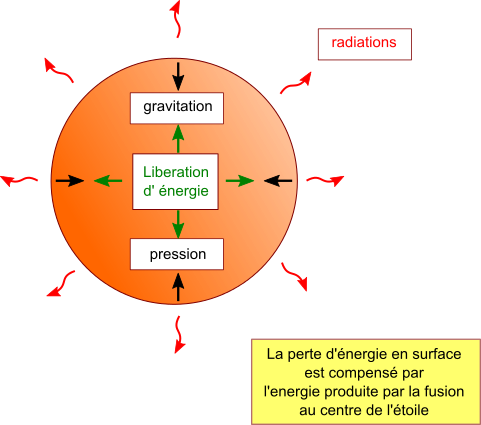 radiations
gravitation
Liberation
d' énergie
pression
La perte d'énergie en surface
est compensé par
l'energie produite par la fusion
au centre de l'étoile